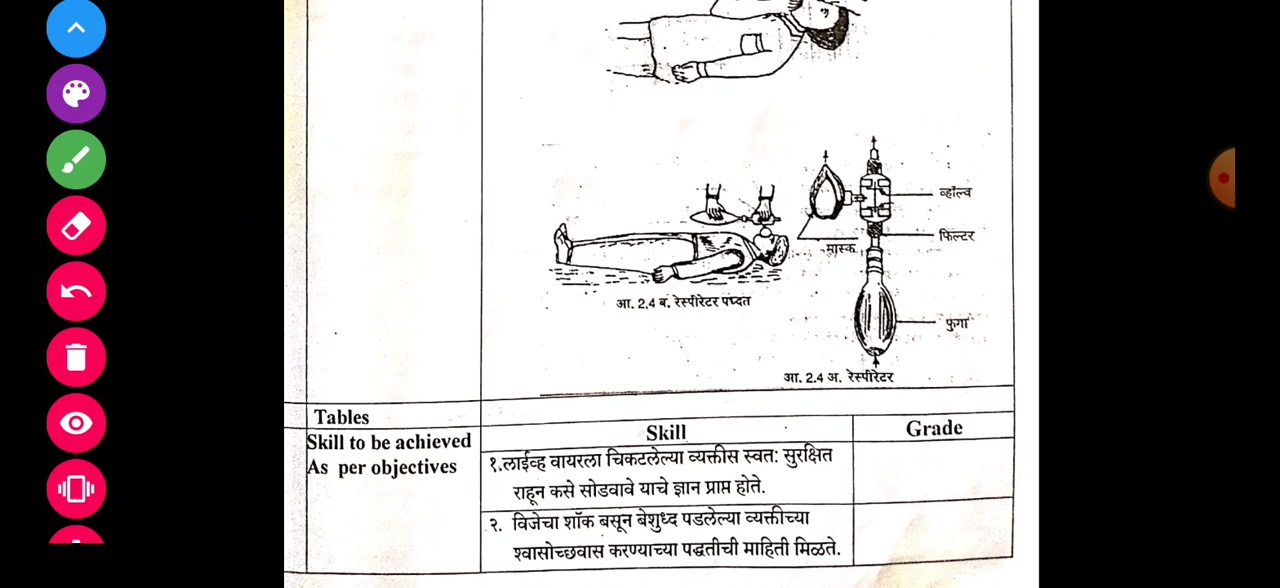 व्हॉल्व
फिल्टर
मास्क
आ. 2.4 ब. रेस्पीरेटर पध्दत
फुगा
आ. 2.4 अ. रेस्पीरेटर
Tables
Skill to be achieved
As per objectives
Skill
Grade
१.लाईव्ह वायरला चिकटलेल्या व्यक्तीस स्वत: सुरक्षित
राहून कसे सोडवावे याचे ज्ञान प्राप्त होते.
२. विजेचा शॉक बसून बेशुध्द पडलेल्या व्यक्तीच्या
श्वासोच्छवास करण्याच्या पद्धतीची माहिती मिळते.